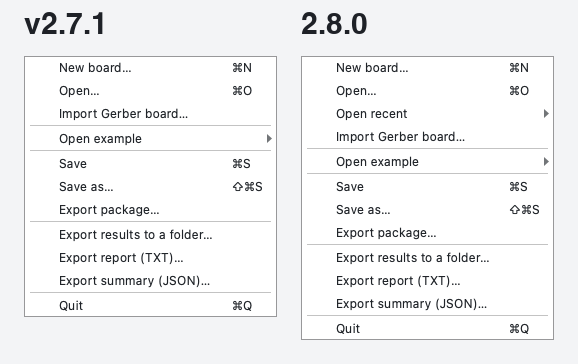 v2.7.1
New board... ⌘N
Open... ⌘O
Import Gerber board...
Open example
Save ⌘S
Save as... ⇧⌘S
Export package...
Export results to a folder...
Export report (TXT)...
Export summary (JSON)...
Quit ⌘Q
2.8.0
New board... ⌘N
Open... ⌘O
Open recent
Import Gerber board...
Open example
Save ⌘S
Save as... ⇧⌘S
Export package...
Export results to a folder...
Export report (TXT)...
Export summary (JSON)...
Quit ⌘Q